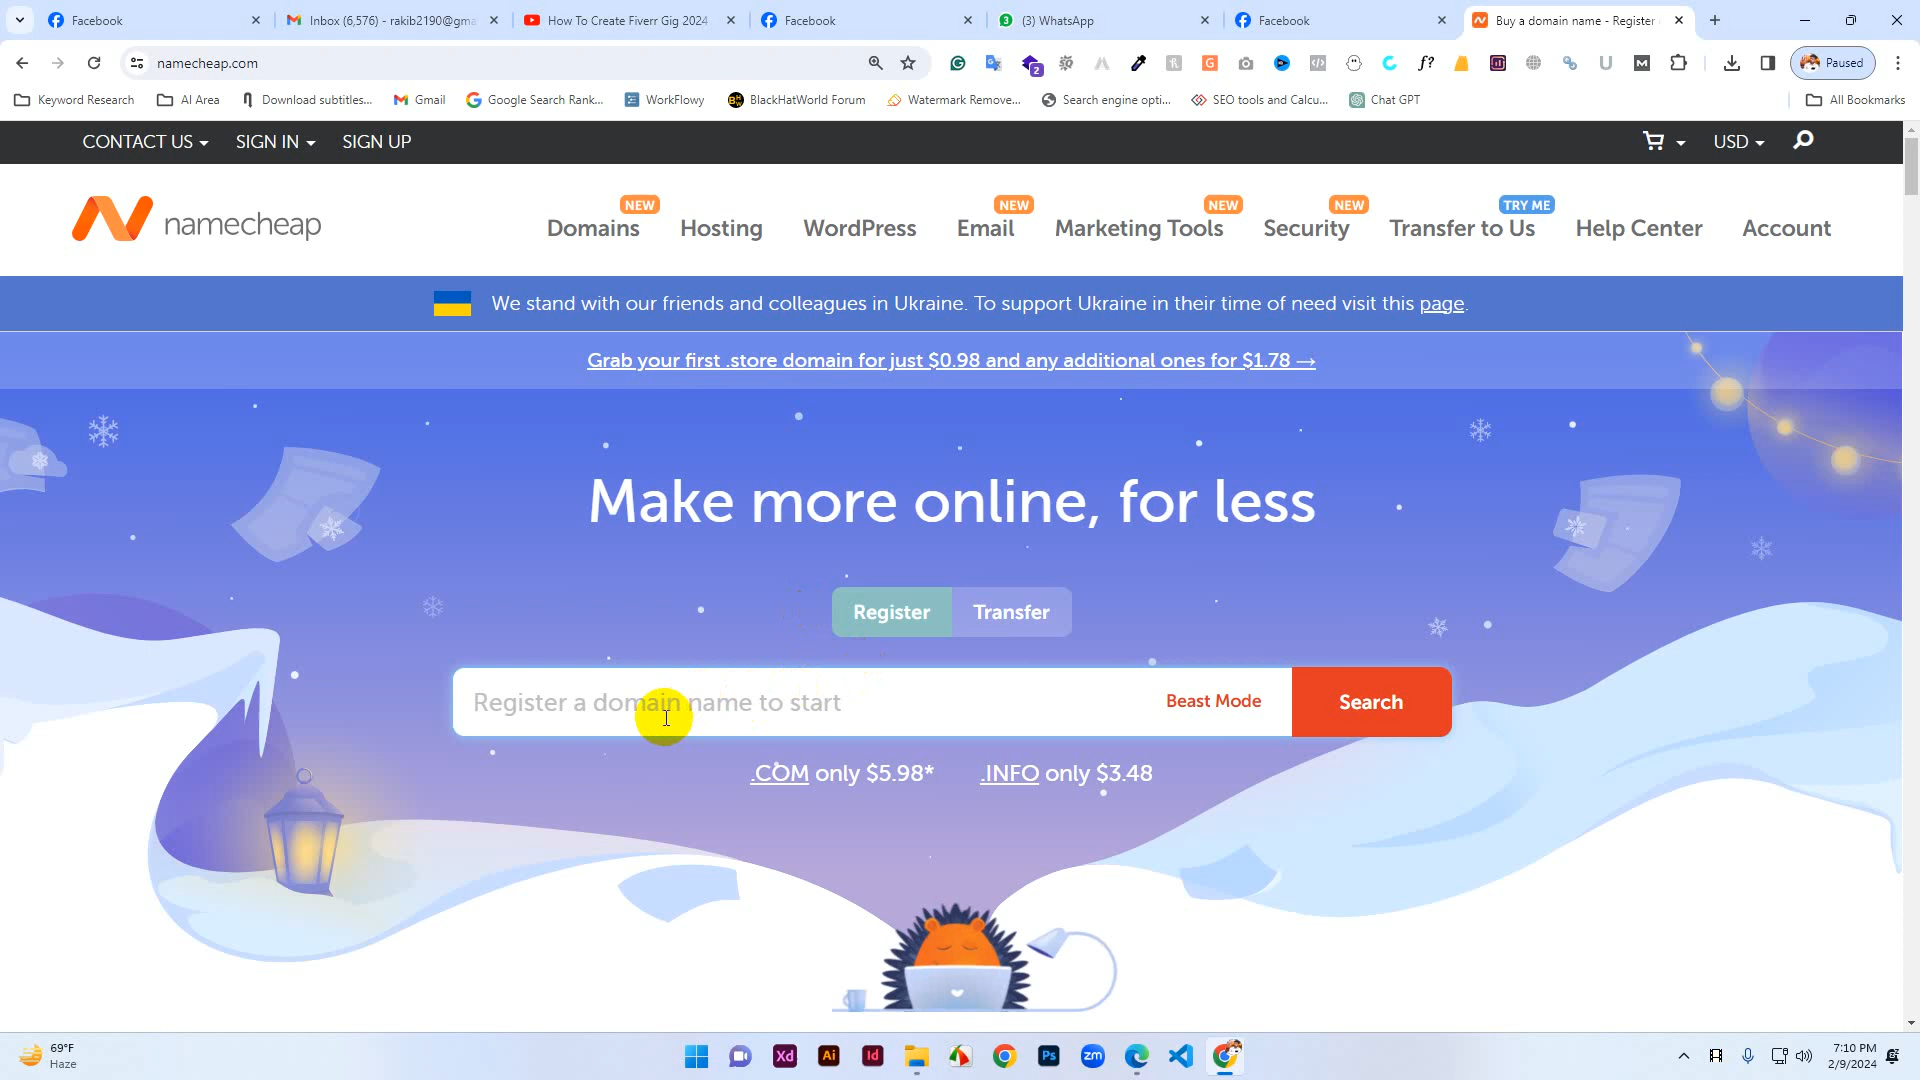 Facebook
Inbox (6,576) - rakib2190@gma
How To Create Fiverr Gig 2024
Facebook
3 (3) WhatsApp
Facebook
Buy a domain name - Register
namecheap.com
2
f?
Paused
Keyword Research
AI Area
Download subtitles...
Gmail
Google Search Rank...
WorkFlowy
BlackHatWorld Forum
Watermark Remove...
Search engine opti...
SEO tools and Calcu...
Chat GPT
All Bookmarks
CONTACT US
SIGN IN
SIGN UP
USD
namecheap
NEW
NEW
NEW
NEW
TRY ME
Domains
Hosting
WordPress
Email
Marketing Tools
Security
Transfer to Us
Help Center
Account
We stand with our friends and colleagues in Ukraine. To support Ukraine in their time of need visit this page.
Grab your first .store domain for just $0.98 and any additional ones for $1.78 →
Make more online, for less
Register
Transfer
Register a domain name to start
Beast Mode
Search
.COM only $5.98*
.INFO only $3.48
69°F
Haze
Xd
Ai
Id
Ps
zm
7:10 PM
2/9/2024